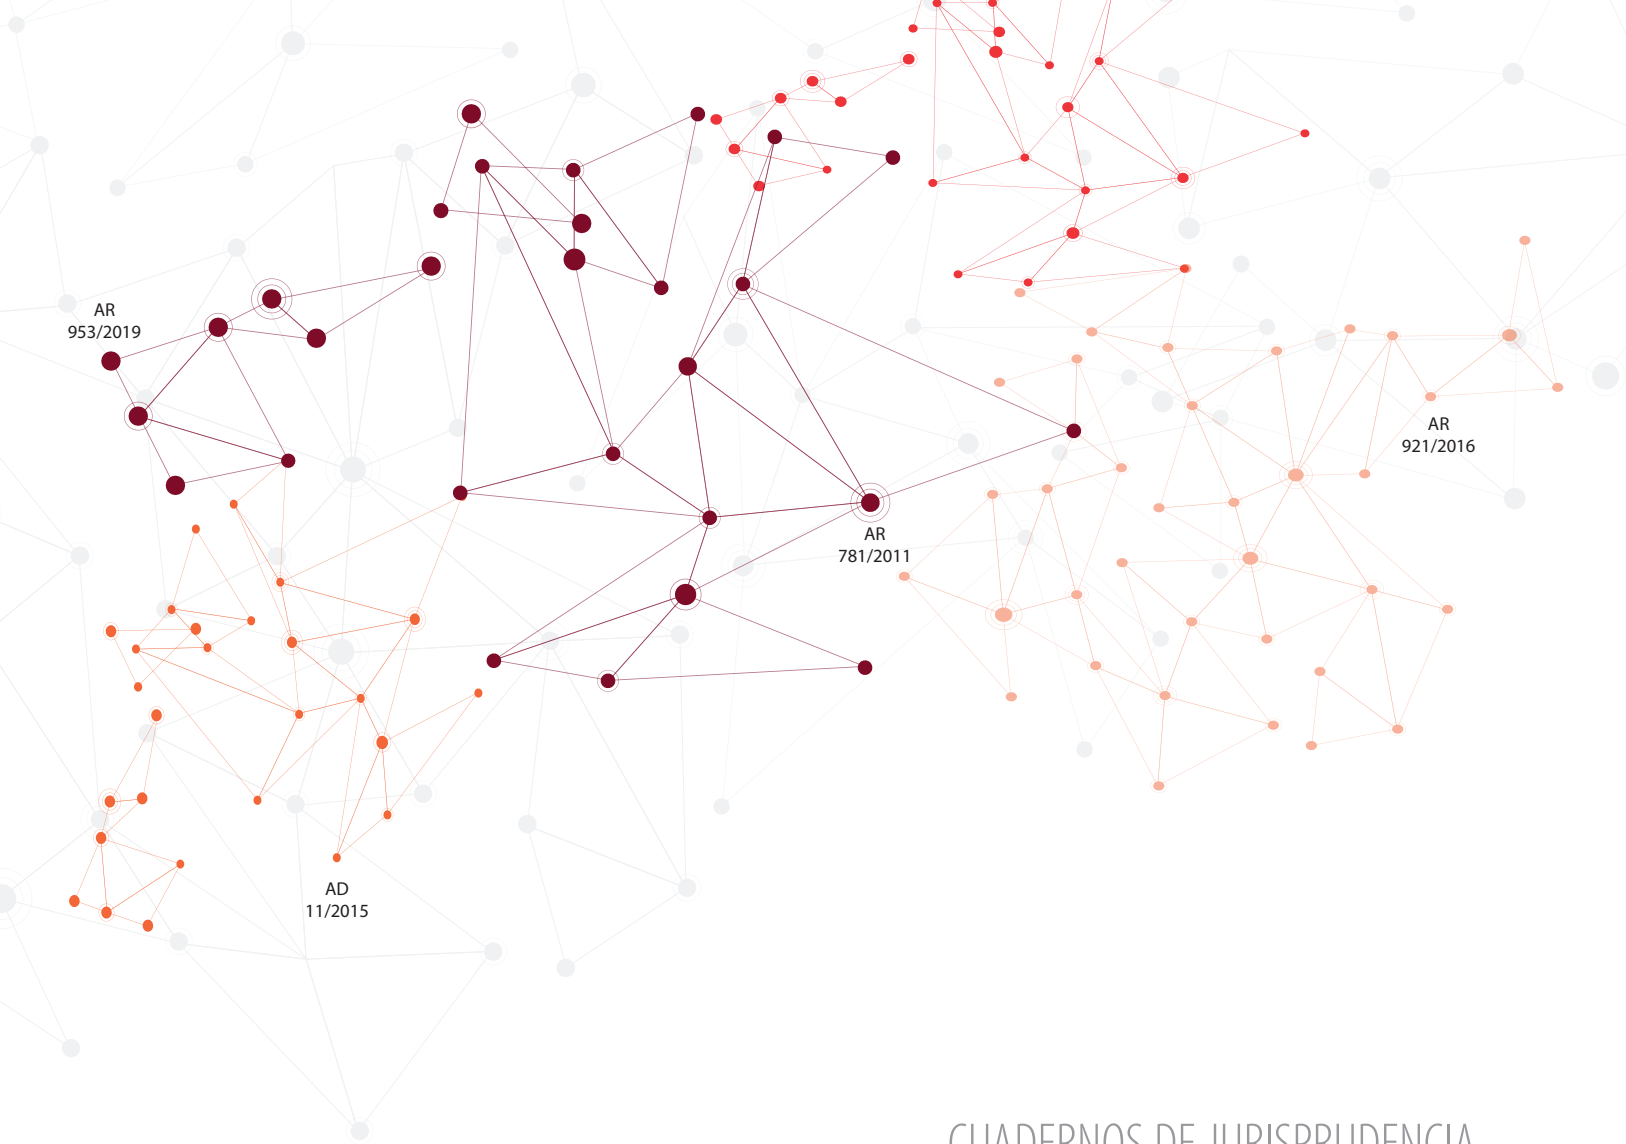 AR
953/2019
AR
921/2016
AR
781/2011
AD
11/2015
CUADERNOS DE JURISPRUDENCIA